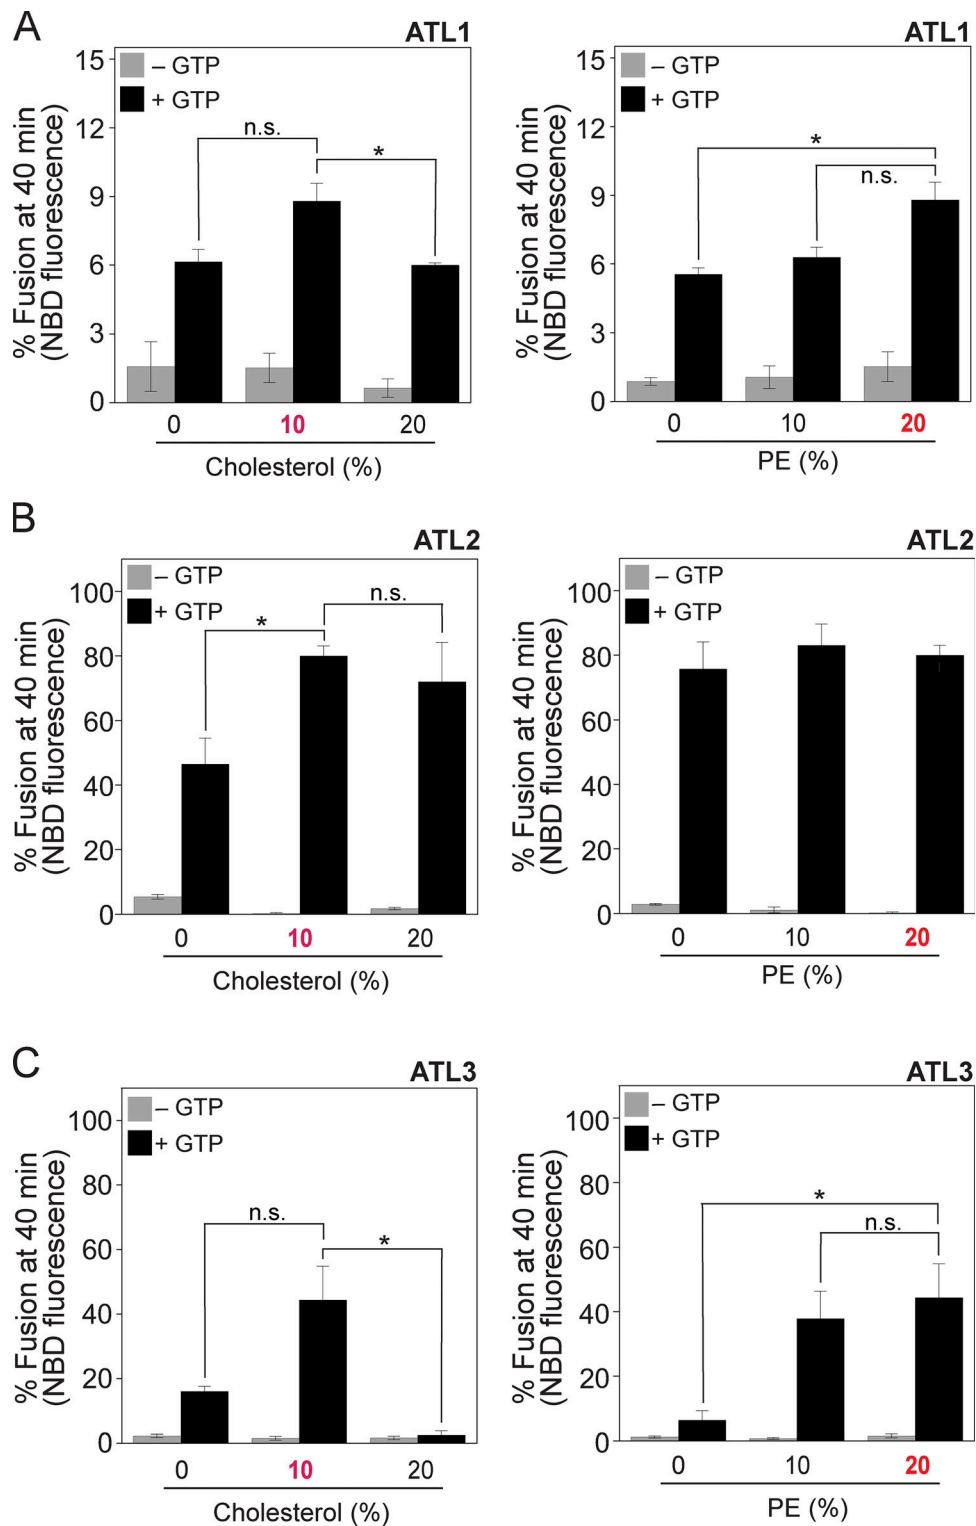 A
ATL1
% Fusion at 40 min
(NBD fluorescence)
15
12
9
6
3
0
– GTP
+ GTP
n.s.
*
0 10 20
Cholesterol (%)
ATL1
% Fusion at 40 min
(NBD fluorescence)
15
12
9
6
3
0
– GTP
+ GTP
*
n.s.
0 10 20
PE (%)
B
ATL2
% Fusion at 40 min
(NBD fluorescence)
100
80
60
40
20
0
– GTP
+ GTP
n.s.
*
0 10 20
Cholesterol (%)
ATL2
% Fusion at 40 min
(NBD fluorescence)
100
80
60
40
20
0
– GTP
+ GTP
0 10 20
PE (%)
C
ATL3
% Fusion at 40 min
(NBD fluorescence)
100
80
60
40
20
0
– GTP
+ GTP
n.s.
*
0 10 20
Cholesterol (%)
ATL3
% Fusion at 40 min
(NBD fluorescence)
100
80
60
40
20
0
– GTP
+ GTP
*
n.s.
0 10 20
PE (%)